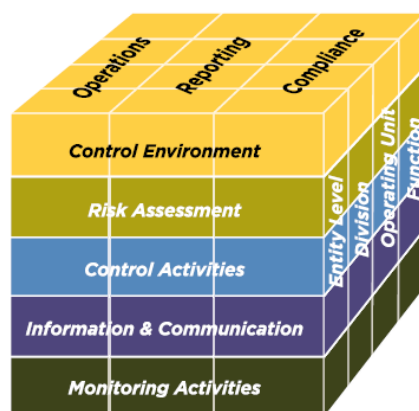 Operations
Reporting
Compliance
Control Environment
Risk Assessment
Control Activities
Information & Communication
Monitoring Activities
Entity Level
Division
Operating Unit
Function